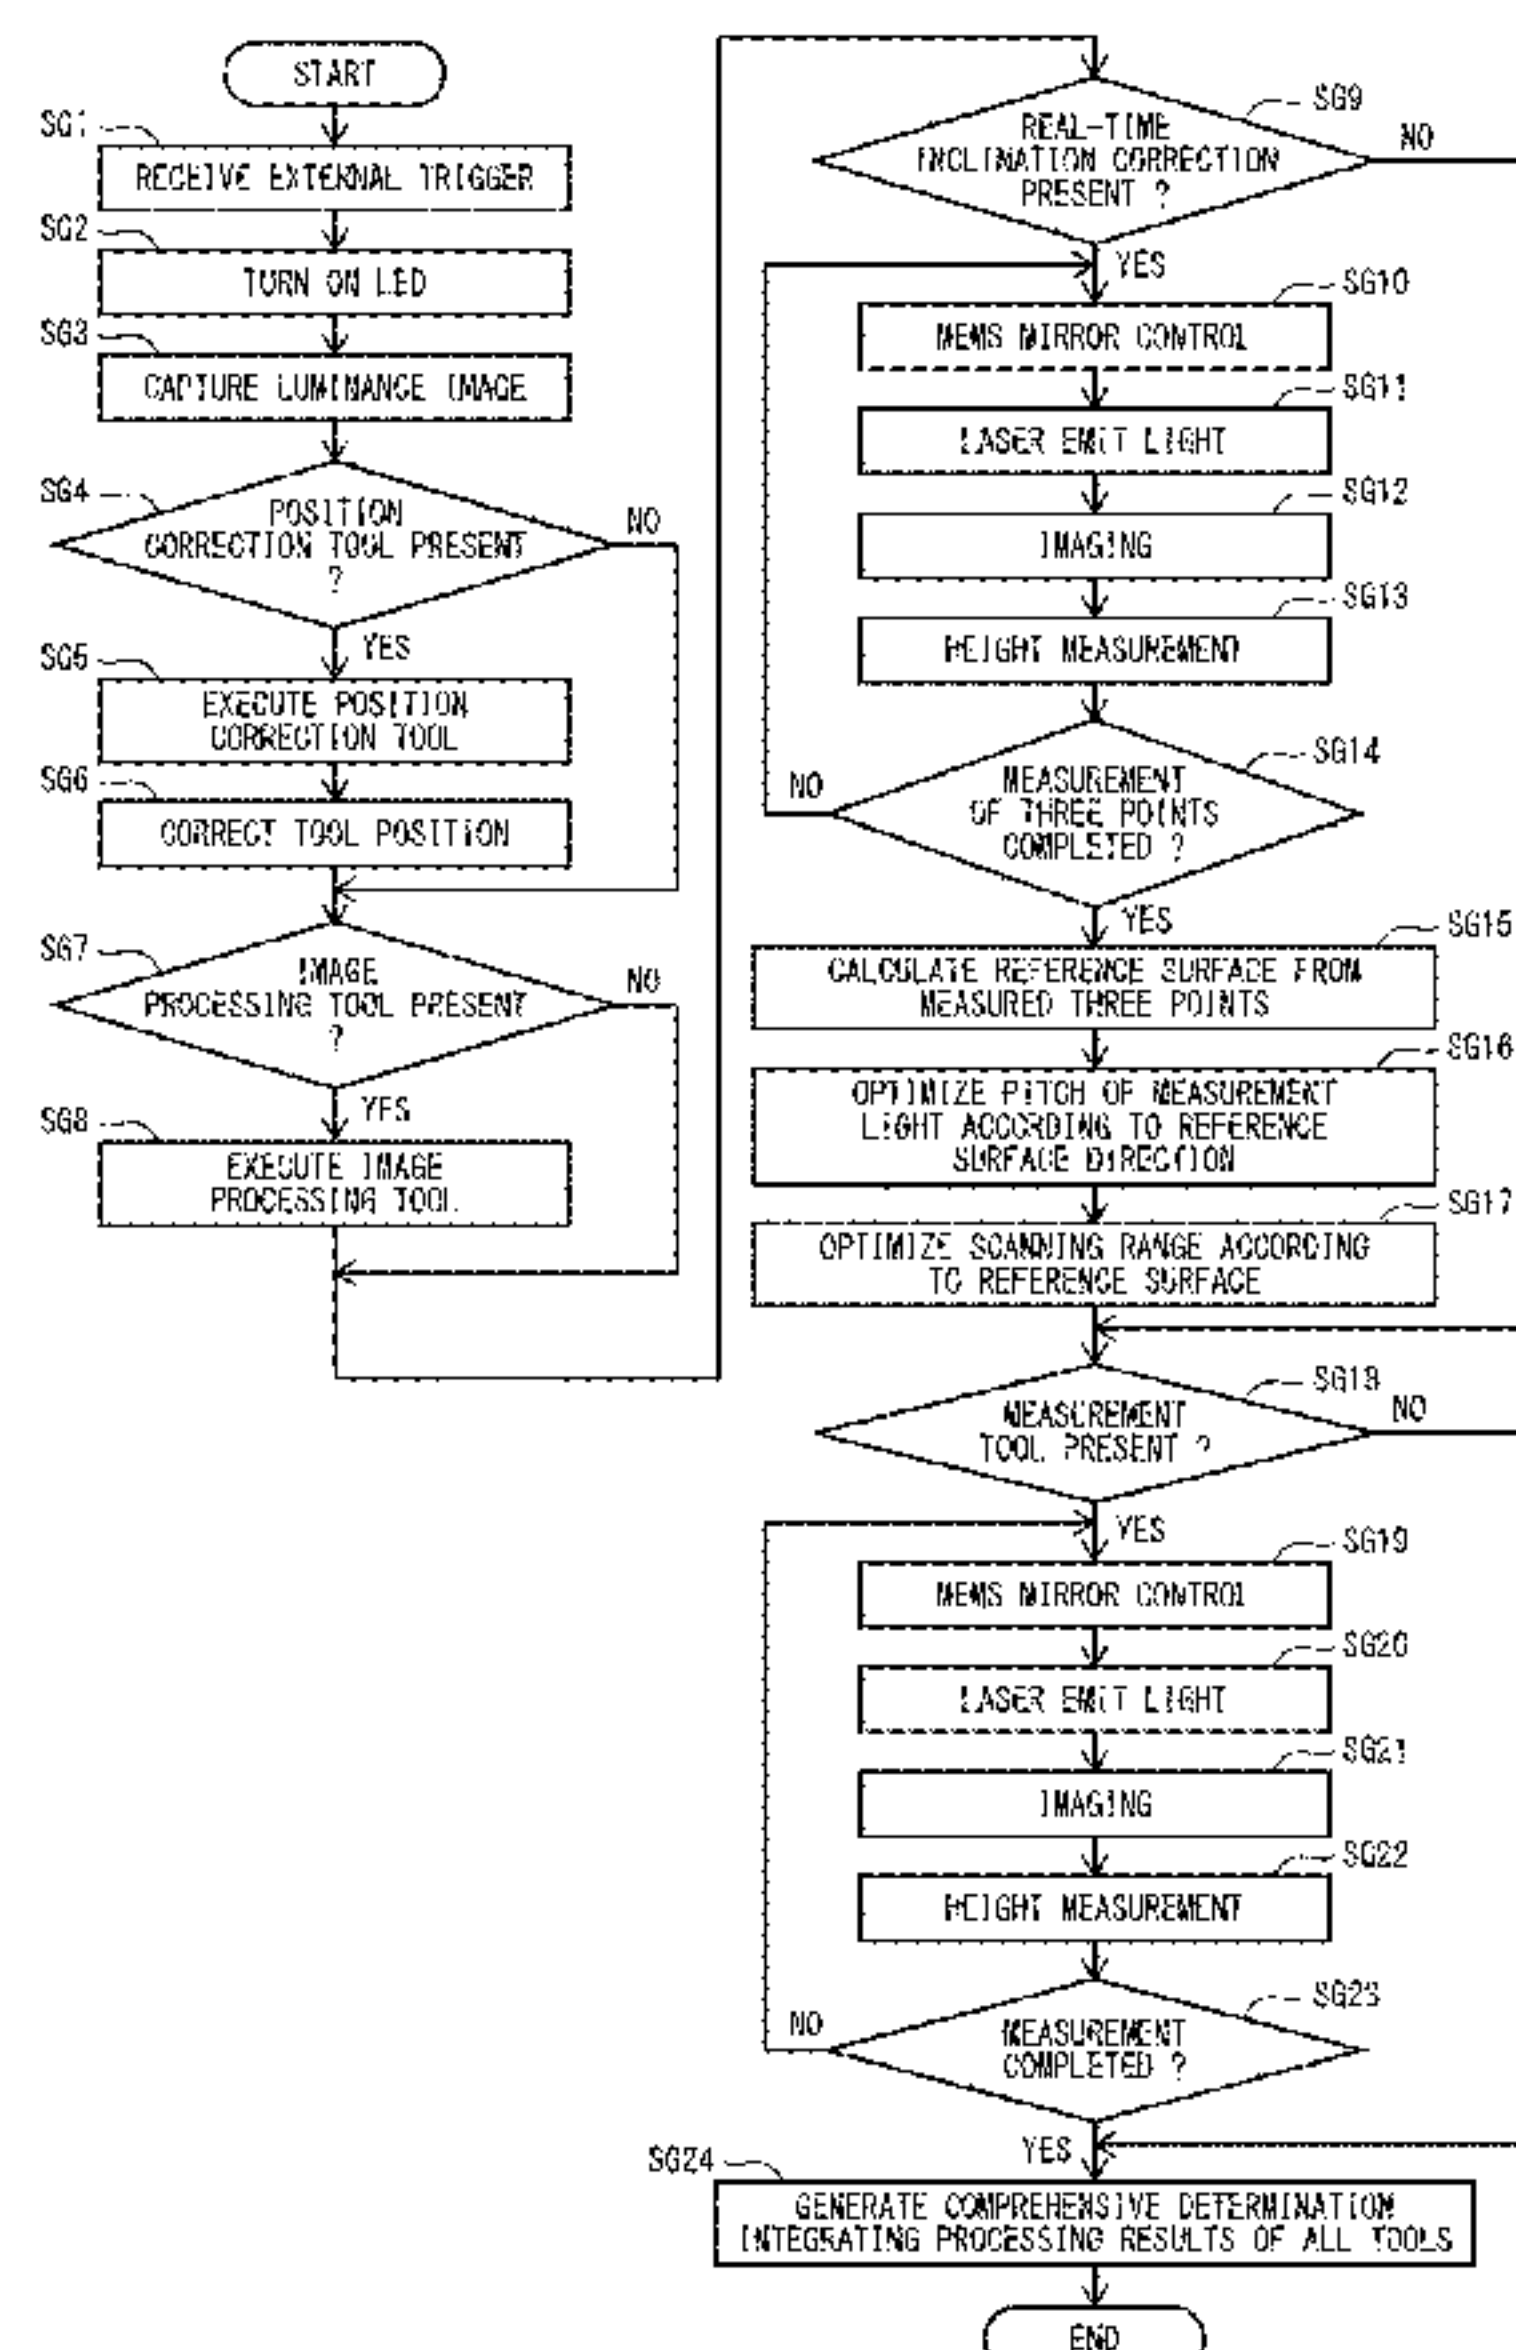 START
SG1
RECEIVE EXTERNAL TRIGGER
SG2
TURN ON LED
SG3
CAPTURE LUMINANCE IMAGE
SG4
POSITION
CORRECTION TOOL PRESENT
?
NO
YES
SG5
EXECUTE POSITION
CORRECTION TOOL
SG6
CORRECT TOOL POSITION
SG7
IMAGE
PROCESSING TOOL PRESENT
?
NO
YES
SG8
EXECUTE IMAGE
PROCESSING TOOL
SG9
REAL-TIME
INCLINATION CORRECTION
PRESENT ?
NO
YES
SG10
MEMS MIRROR CONTROL
SG11
LASER EMIT LIGHT
SG12
IMAGING
SG13
HEIGHT MEASUREMENT
SG14
MEASUREMENT
OF THREE POINTS
COMPLETED ?
NO
YES
SG15
CALCULATE REFERENCE SURFACE FROM
MEASURED THREE POINTS
SG16
OPTIMIZE PITCH OF MEASUREMENT
LIGHT ACCORDING TO REFERENCE
SURFACE DIRECTION
SG17
OPTIMIZE SCANNING RANGE ACCORDING
TO REFERENCE SURFACE
SG18
MEASUREMENT
TOOL PRESENT ?
NO
YES
SG19
MEMS MIRROR CONTROL
SG20
LASER EMIT LIGHT
SG21
IMAGING
SG22
HEIGHT MEASUREMENT
SG23
MEASUREMENT
COMPLETED ?
NO
YES
SG24
GENERATE COMPREHENSIVE DETERMINATION
INTEGRATING PROCESSING RESULTS OF ALL TOOLS
END